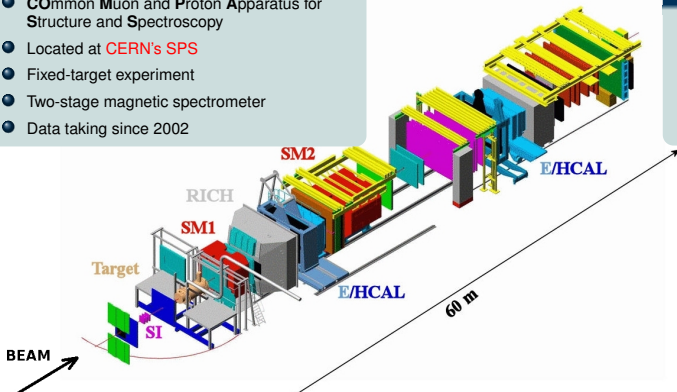 COmmon Muon and Proton Apparatus for
Structure and Spectroscopy
Located at CERN's SPS
Fixed-target experiment
Two-stage magnetic spectrometer
Data taking since 2002
SM2
E/HCAL
RICH
SM1
Target
E/HCAL
60 m
SI
BEAM